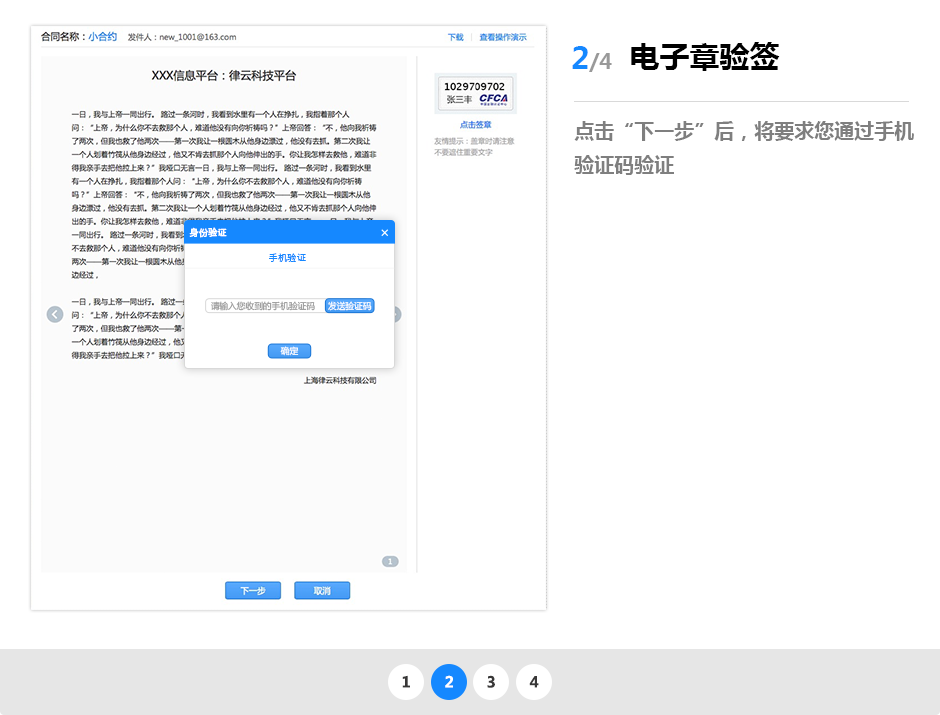 合同名称：小合约 发件人：new_1001@163.com 下载 查看操作演示
XXX信息平台：律云科技平台
一日，我与上帝一同出行。 路过一条河时，我看到水里有一个人在挣扎，我指着那个人
问：“上帝，为什么你不去救那个人，难道他没有向你祈祷吗？”上帝回答：“不，他向我祈祷
了两次，但我也救了他两次——第一次我让一根圆木从他身边漂过，他没有去抓。第二次我让
一个人划着竹筏从他身边经过，他又不肯去抓那个人向他伸出的手。你让我怎样去救他，难道非
得我亲手去把他拉上来？”我哑口无言一日，我与上帝一同出行。 路过一条河时，我看到水里
有一个人在挣扎，我指着那个人问：“上帝，为什么你不去救那个人，难道他没有向你祈祷
吗？”上帝回答：“不，他向我祈祷了两次，但我也救了他两次——第一次我让一根圆木从他
身边漂过，他没有去抓。第二次我让一个人划着竹筏从他身边经过，他又不肯去抓那个人向他伸
出的手。你让我怎样去救他，难道
一同出行。 路过一条河时，我看到
不去救那个人，难道他没有向你祈
两次——第一次我让一根圆木从他
边经过，
一日，我与上帝一同出行。 路过一
问：“上帝，为什么你不去救那个人
了两次，但我也救了他两次——第一
一个人划着竹筏从他身边经过，他又
得我亲手去把他拉上来？”我哑口
上海律云科技有限公司
1
下一步 取消
1029709702
张三丰 CFCA
点击签章
友情提示：盖章时请注意
不要遮住重要文字
身份验证 ×
手机验证
请输入您收到的手机验证码 发送验证码
确定
2/4 电子章验签
点击“下一步”后，将要求您通过手机
验证码验证
1 2 3 4